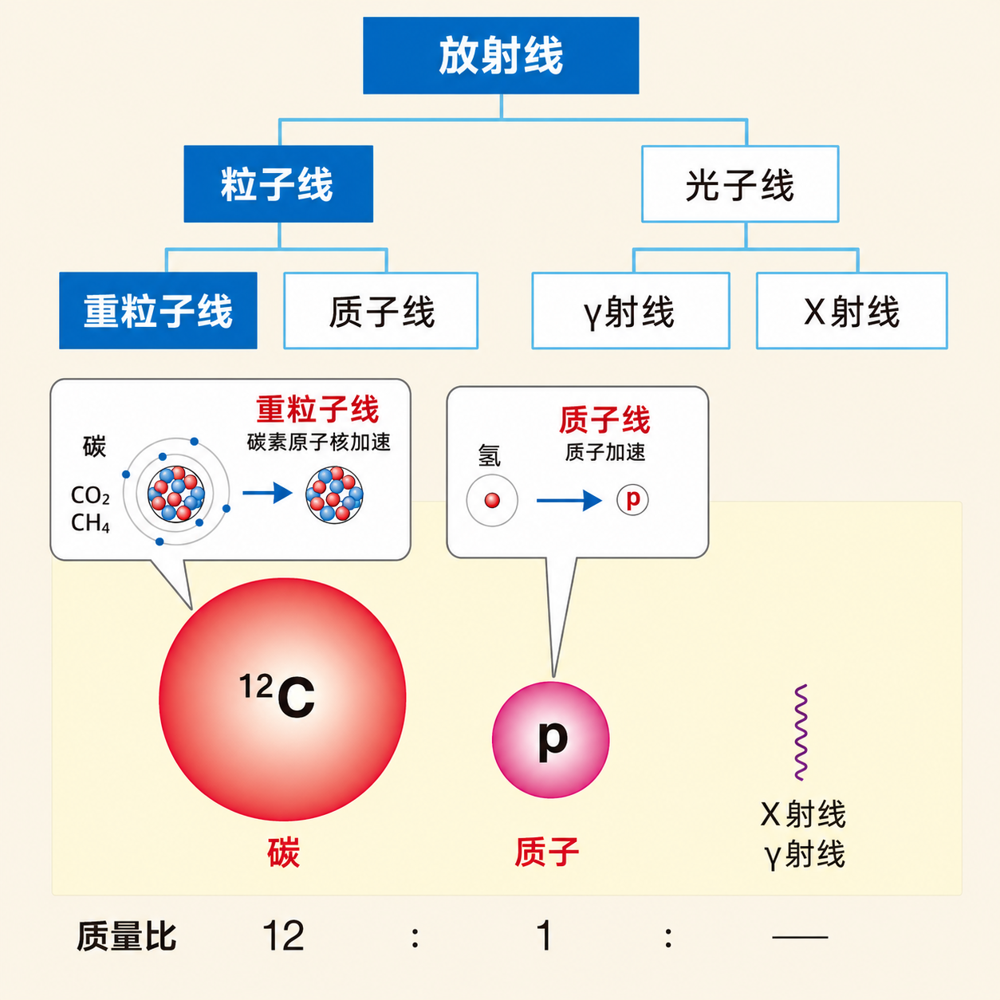 放射线
粒子线
光子线
重粒子线
质子线
γ射线
X射线
重粒子线
碳素原子核加速
碳
CO₂
CH₄
质子线
质子加速
氢
p
¹²C
p
碳
质子
X射线
γ射线
质量比 12 : 1 : —